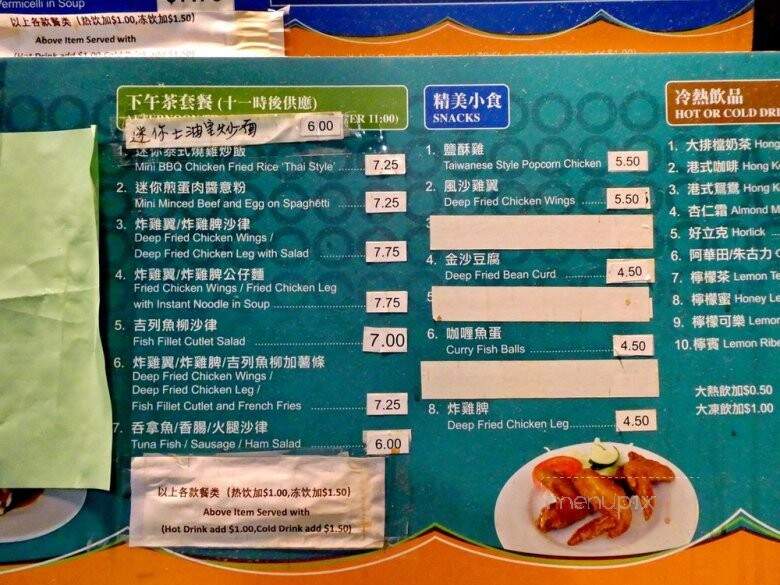 ermicelli in Soup
以上各款餐类 (热饮加$1.00,冻饮加$1.50)
Above Item Served with
(Hot Drink add $1.00
下午茶套餐 (十一時後供應)
11:00)
6.00
迷你泰式燒雞炒飯
Mini BBQ Chicken Fried Rice 'Thai Style' 7.25
2. 迷你煎蛋肉醬意粉
Mini Minced Beef and Egg on Spaghetti 7.25
3. 炸雞翼/炸雞脾沙律
Deep Fried Chicken Wings /
Deep Fried Chicken Leg with Salad 7.75
4. 炸雞翼/炸雞脾公仔麵
Fried Chicken Wings / Fried Chicken Leg
with Instant Noodle in Soup 7.75
5. 吉列魚柳沙律
Fish Fillet Cutlet Salad 7.00
6. 炸雞翼/炸雞脾/吉列魚柳加薯條
Deep Fried Chicken Wings /
Deep Fried Chicken Leg /
Fish Fillet Cutlet and French Fries 7.25
7. 吞拿魚/香腸/火腿沙律
Tuna Fish / Sausage / Ham Salad 6.00
以上各款餐类 (热饮加$1.00,冻饮加$1.50)
Above Item Served with
(Hot Drink add $1.00,Cold Drink add $1.50)
精美小食
SNACKS
1. 鹽酥雞
Taiwanese Style Popcorn Chicken 5.50
2. 風沙雞翼
Deep Fried Chicken Wings 5.50
4. 金沙豆腐
Deep Fried Bean Curd 4.50
6. 咖喱魚蛋
Curry Fish Balls 4.50
8. 炸雞脾
Deep Fried Chicken Leg 4.50
冷熱飲品
HOT OR COLD DRI
1. 大排檔奶茶 Hong
2. 港式咖啡 Hong K
3. 港式鴛鴦 Hong K
4. 杏仁霜 Almond M
5. 好立克 Horlick
6. 阿華田/朱古力
7. 檸檬茶 Lemon Te
8. 檸檬蜜 Honey Le
9. 檸檬可樂 Lemon
10. 檸賓 Lemon Ribe
大熱飲加$0.50
大凍飲加$1.00
menupix